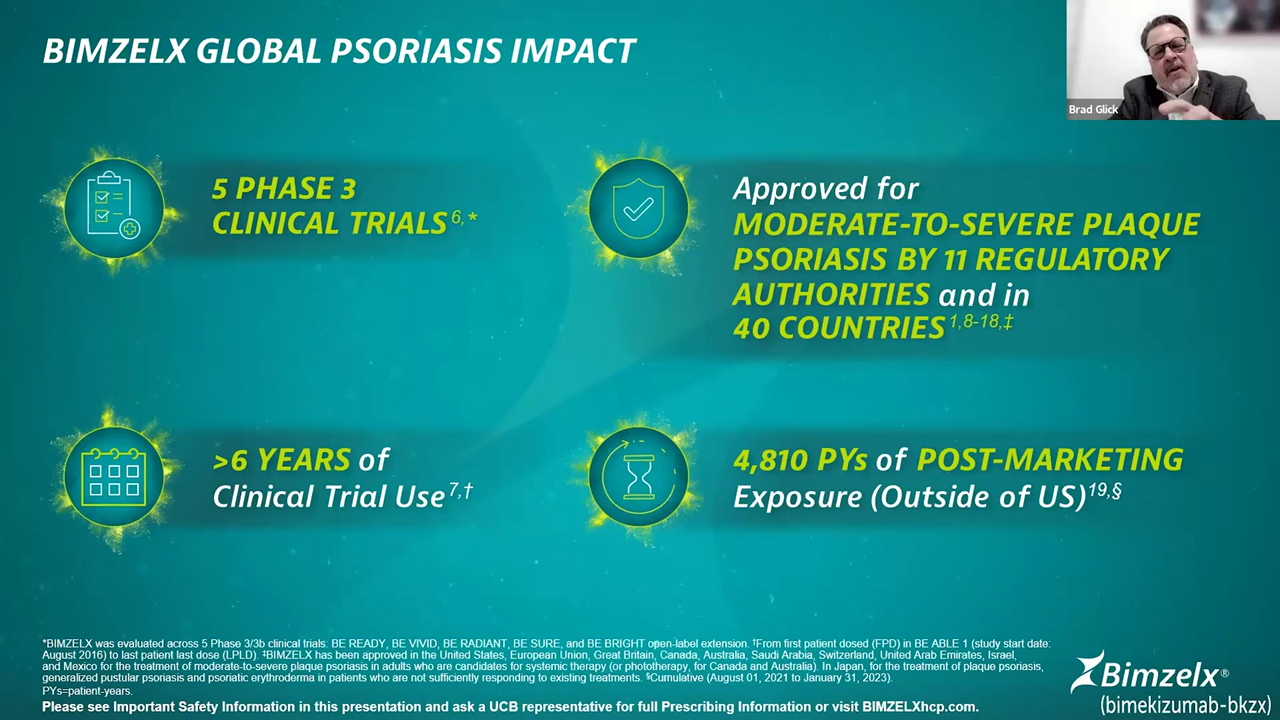 BIMZELX GLOBAL PSORIASIS IMPACT
Brad Glick
5 PHASE 3
CLINICAL TRIALS6,*
Approved for
MODERATE-TO-SEVERE PLAQUE
PSORIASIS BY 11 REGULATORY
AUTHORITIES and in
40 COUNTRIES1,8-18,‡
>6 YEARS of
Clinical Trial Use7,†
4,810 PYs of POST-MARKETING
Exposure (Outside of US)19,§
*BIMZELX was evaluated across 5 Phase 3/3b clinical trials: BE READY, BE VIVID, BE RADIANT, BE SURE, and BE BRIGHT open-label extension. †From first patient dosed (FPD) in BE ABLE 1 (study start date:
August 2016) to last patient last dose (LPLD). ‡BIMZELX has been approved in the United States, European Union, Great Britain, Canada, Australia, Saudi Arabia, Switzerland, United Arab Emirates, Israel,
and Mexico for the treatment of moderate-to-severe plaque psoriasis in adults who are candidates for systemic therapy (or phototherapy, for Canada and Australia). In Japan, for the treatment of plaque psoriasis,
generalized pustular psoriasis and psoriatic erythroderma in patients who are not sufficiently responding to existing treatments. §Cumulative (August 01, 2021 to January 31, 2023).
PYs=patient-years.
Please see Important Safety Information in this presentation and ask a UCB representative for full Prescribing Information or visit BIMZELXhcp.com.
Bimzelx®
(bimekizumab-bkzx)